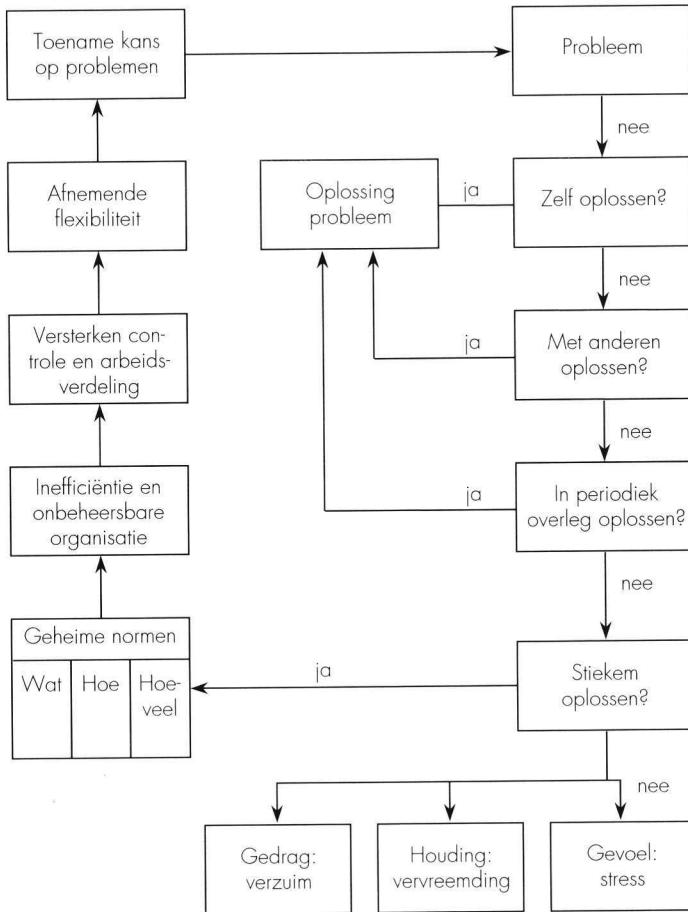 Toename kans
op problemen
Probleem
nee
Afnemende
flexibiliteit
Oplossing
probleem
ja
Zelf oplossen?
nee
Versterken con-
trole en arbeids-
verdeling
ja
Met anderen
oplossen?
nee
Inefficiëntie en
onbeheersbare
organisatie
ja
In periodiek
overleg oplossen?
nee
Geheime normen
Wat
Hoe
Hoe-
veel
ja
Stiekem
oplossen?
nee
Gedrag:
verzuim
Houding:
vervreemding
Gevoel:
stress